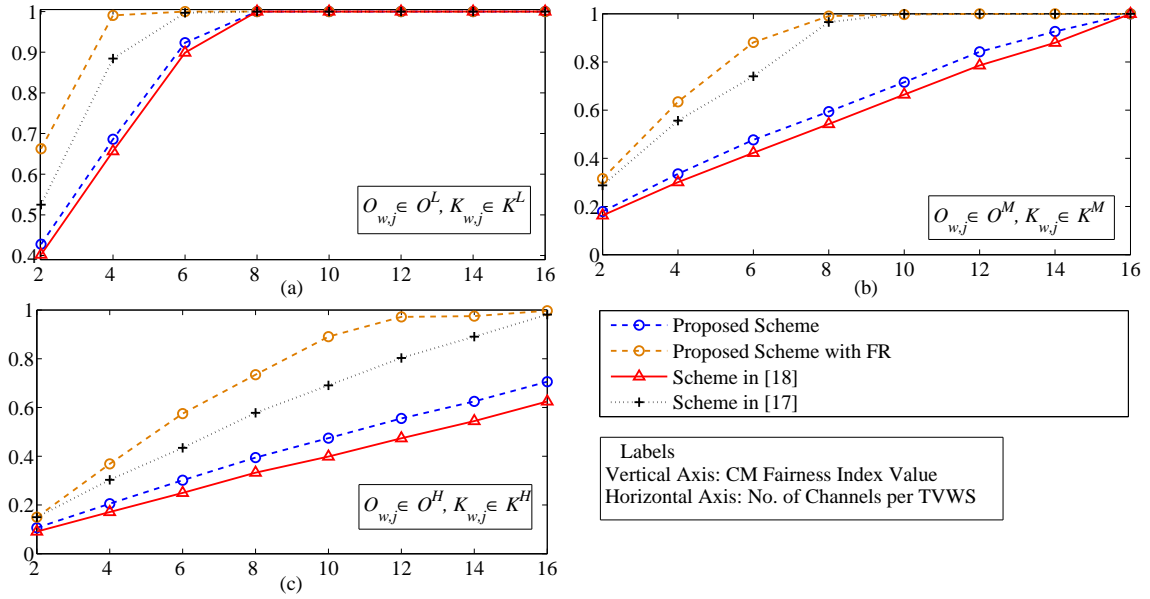 1
0.9
0.8
0.7
0.6
0.5
0.4
2 4 6 8 10 12 14 16
O_{w,j} ∈ O^L, K_{w,j} ∈ K^L
(a)
1
0.8
0.6
0.4
0.2
0
2 4 6 8 10 12 14 16
O_{w,j} ∈ O^M, K_{w,j} ∈ K^M
(b)
1
0.8
0.6
0.4
0.2
0
2 4 6 8 10 12 14 16
O_{w,j} ∈ O^H, K_{w,j} ∈ K^H
(c)
Proposed Scheme
Proposed Scheme with FR
Scheme in [18]
Scheme in [17]
Labels
Vertical Axis: CM Fairness Index Value
Horizontal Axis: No. of Channels per TVWS